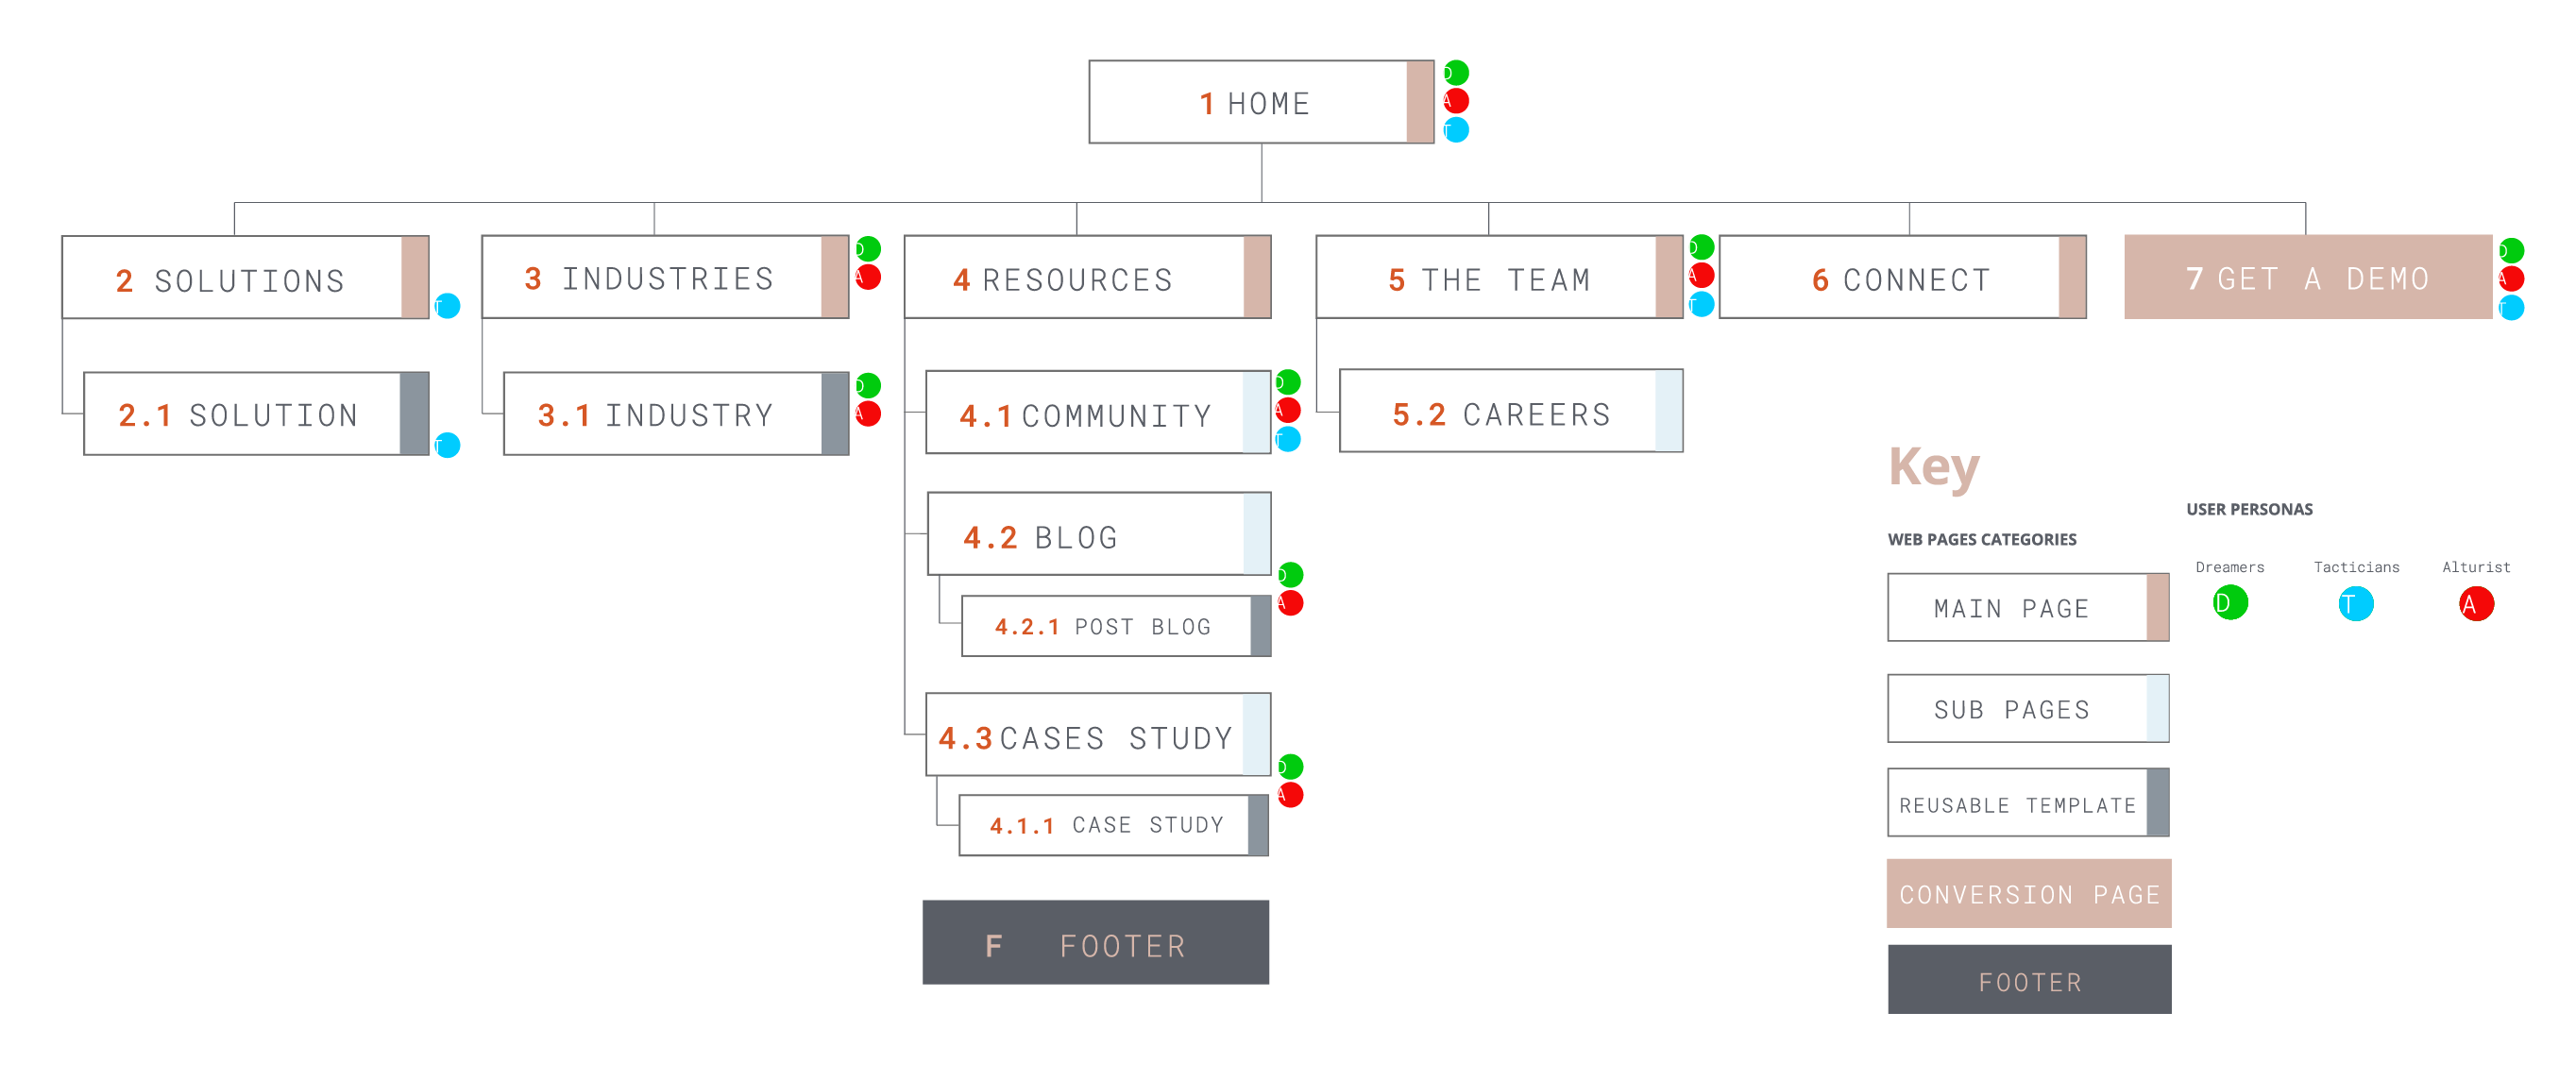 1 HOME
D
A
T
2 SOLUTIONS
T
3 INDUSTRIES
D
A
4 RESOURCES
5 THE TEAM
D
A
T
6 CONNECT
7 GET A DEMO
D
A
T
2.1 SOLUTION
T
3.1 INDUSTRY
D
A
4.1 COMMUNITY
D
A
T
5.2 CAREERS
4.2 BLOG
D
A
4.2.1 POST BLOG
4.3 CASES STUDY
D
A
4.1.1 CASE STUDY
F FOOTER
Key
USER PERSONAS
WEB PAGES CATEGORIES
Dreamers Tacticians Alturist
D T A
MAIN PAGE
SUB PAGES
REUSABLE TEMPLATE
CONVERSION PAGE
FOOTER